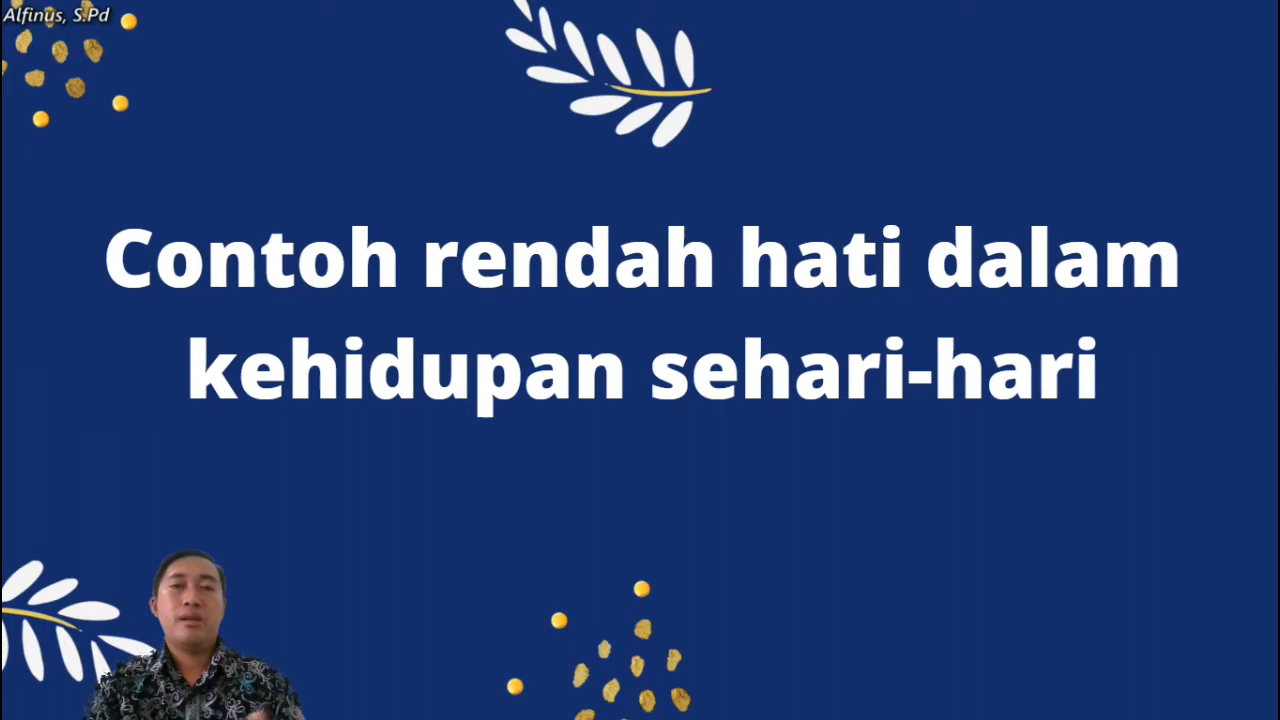 Alfinus, S.Pd
Contoh rendah hati dalam
kehidupan sehari-hari